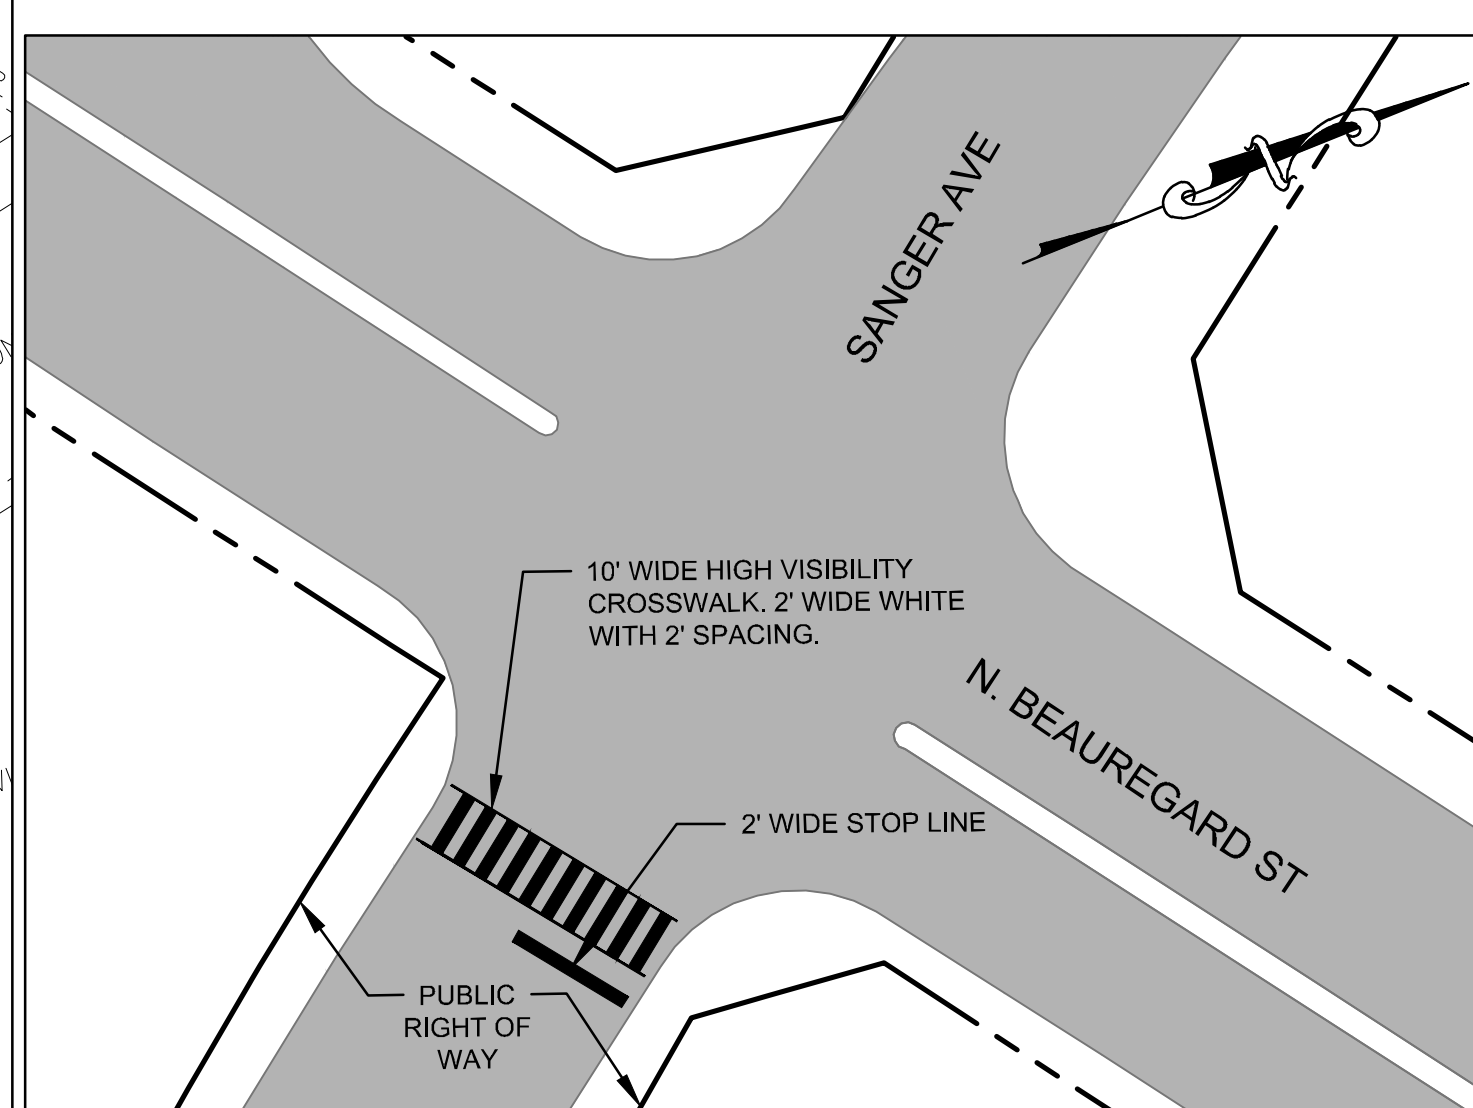 SANGER AVE
N
10' WIDE HIGH VISIBILITY
CROSSWALK. 2' WIDE WHITE
WITH 2' SPACING.
N. BEAUREGARD ST
2' WIDE STOP LINE
PUBLIC
RIGHT OF
WAY